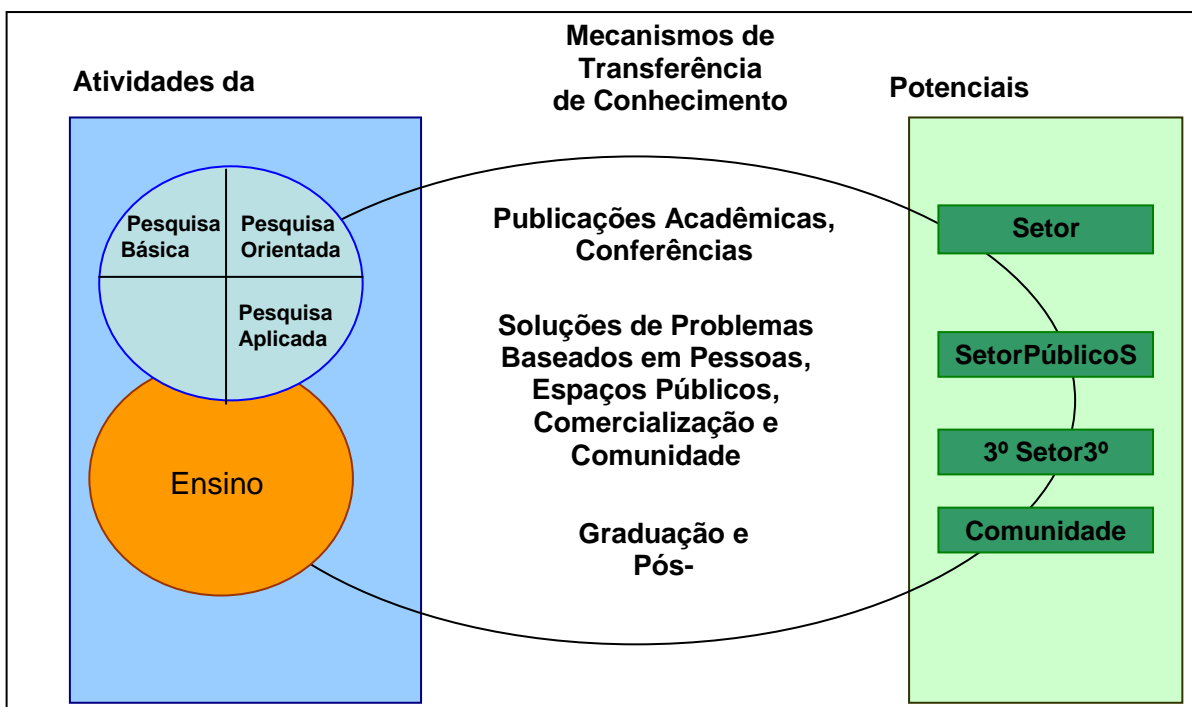 Atividades da
Mecanismos de
Transferência
de Conhecimento
Potenciais
Pesquisa
Básica
Pesquisa
Orientada
Pesquisa
Aplicada
Ensino
Publicações Acadêmicas,
Conferências
Soluções de Problemas
Baseados em Pessoas,
Espaços Públicos,
Comercialização e
Comunidade
Graduação e
Pós-
Setor
SetorPúblicoS
3º Setor3º
Comunidade